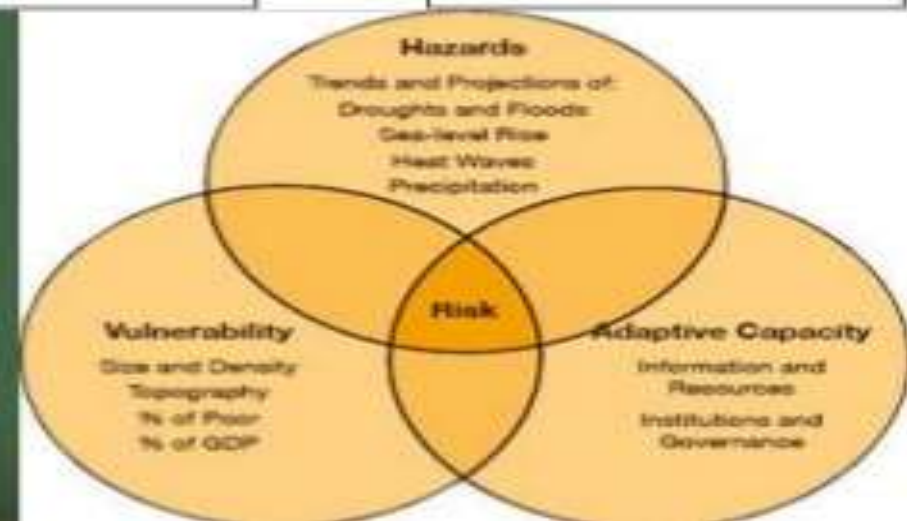 Hazards
Trends and Projections of:
Droughts and Floods
Sea-level Rise
Heat Waves
Precipitation
Risk
Vulnerability
Size and Density
Topography
% of Poor
% of GDP
Adaptive Capacity
Information and
Resources
Institutions and
Governance